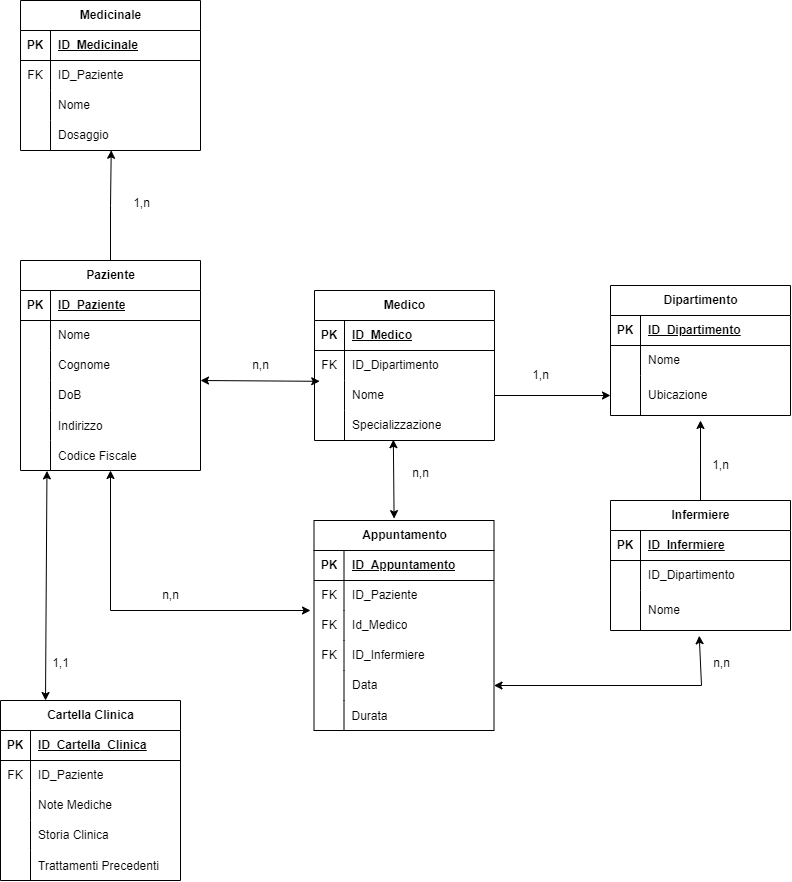 Medicinale
PK ID_Medicinale
FK ID_Paziente
Nome
Dosaggio
1,n
Paziente
PK ID_Paziente
Nome
Cognome
DoB
Indirizzo
Codice Fiscale
n,n
Medico
PK ID_Medico
FK ID_Dipartimento
Nome
Specializzazione
1,n
Dipartimento
PK ID_Dipartimento
Nome
Ubicazione
n,n
1,n
Appuntamento
PK ID_Appuntamento
FK ID_Paziente
FK Id_Medico
FK ID_Infermiere
Data
Durata
Infermiere
PK ID_Infermiere
ID_Dipartimento
Nome
n,n
n,n
1,1
Cartella Clinica
PK ID_Cartella_Clinica
FK ID_Paziente
Note Mediche
Storia Clinica
Trattamenti Precedenti